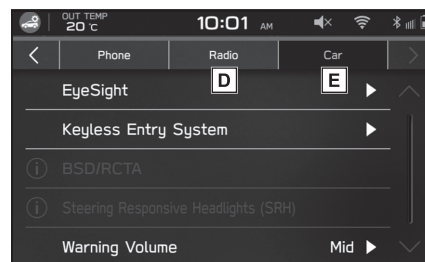 OUT TEMP
20 °C 10:01 AM
Phone Radio Car
D E
EyeSight
Keyless Entry System
BSD/RCTA
Steering Responsive Headlights (SRH)
Warning Volume Mid